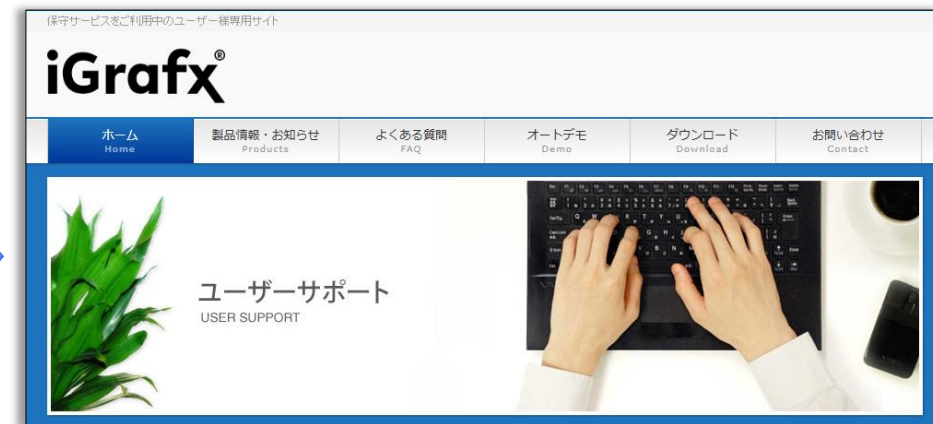 保守サービスをご利用中のユーザー様専用サイト
iGrafx®
ホーム
Home
製品情報・お知らせ
Products
よくある質問
FAQ
オートデモ
Demo
ダウンロード
Download
お問い合わせ
Contact
ユーザーサポート
USER SUPPORT